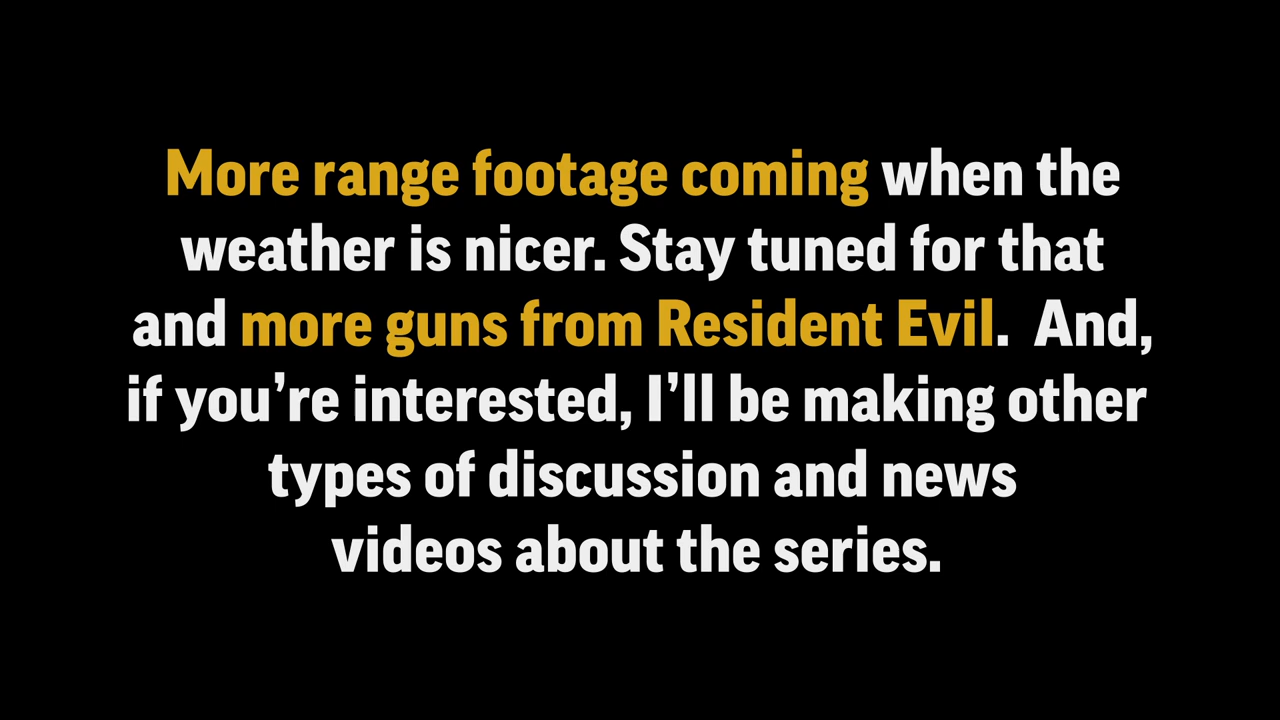 More range footage coming when the
weather is nicer. Stay tuned for that
and more guns from Resident Evil.  And,
if you’re interested, I’ll be making other
types of discussion and news
videos about the series.